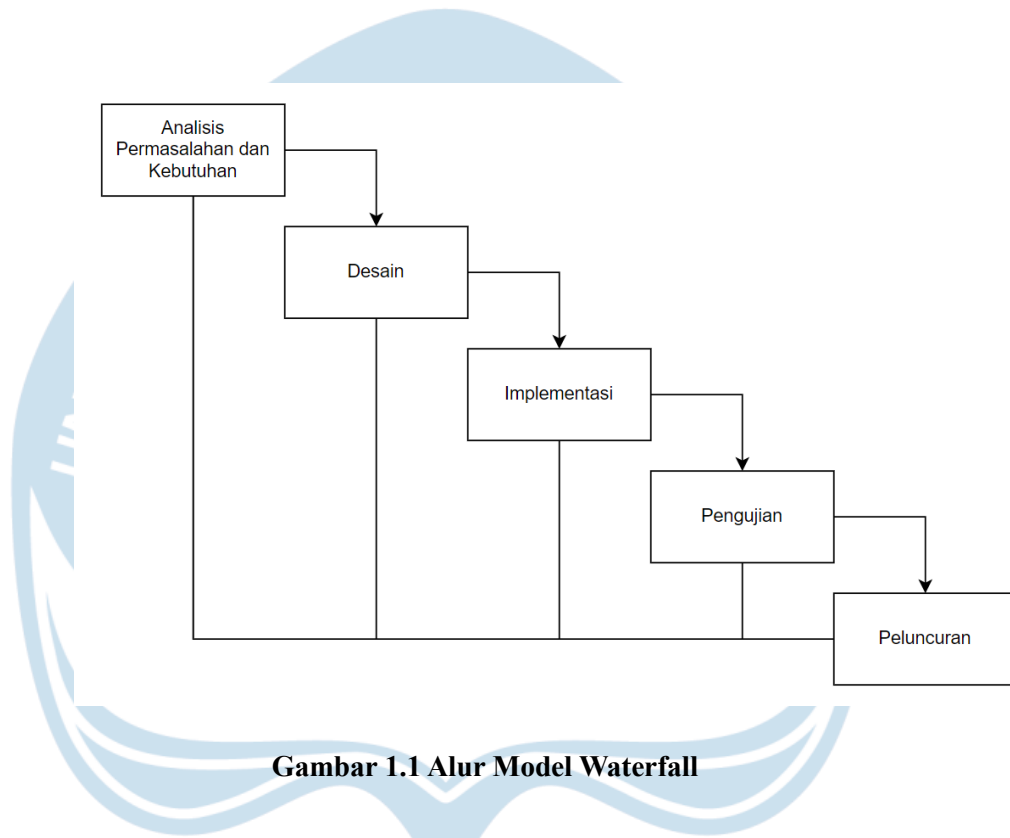 Analisis
Permasalahan dan
Kebutuhan
Desain
Implementasi
Pengujian
Peluncuran
Gambar 1.1 Alur Model Waterfall